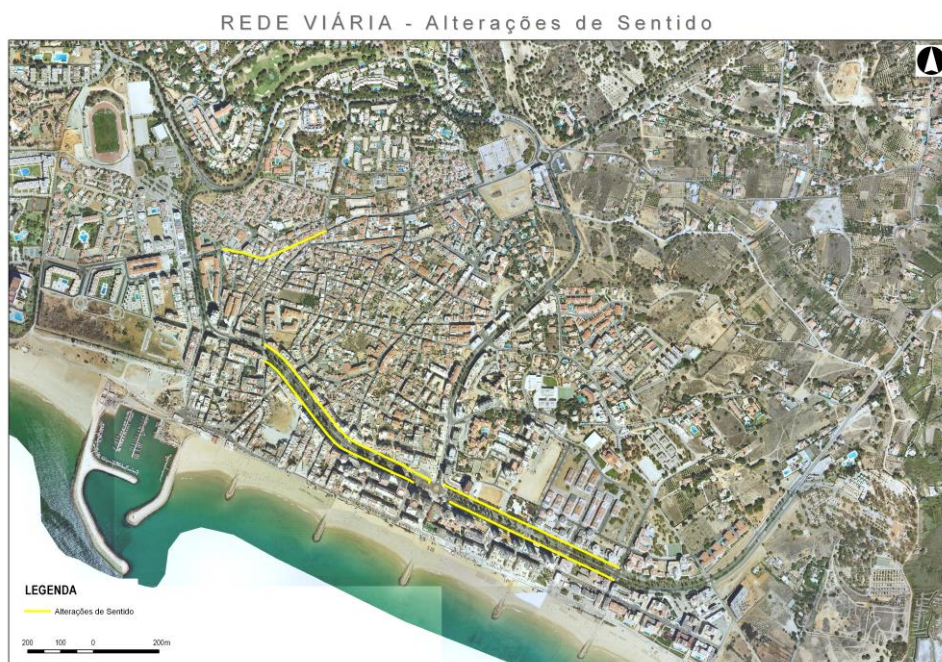 REDE VIÁRIA - Alterações de Sentido
LEGENDA
Alterações de Sentido
200 100 0 200m